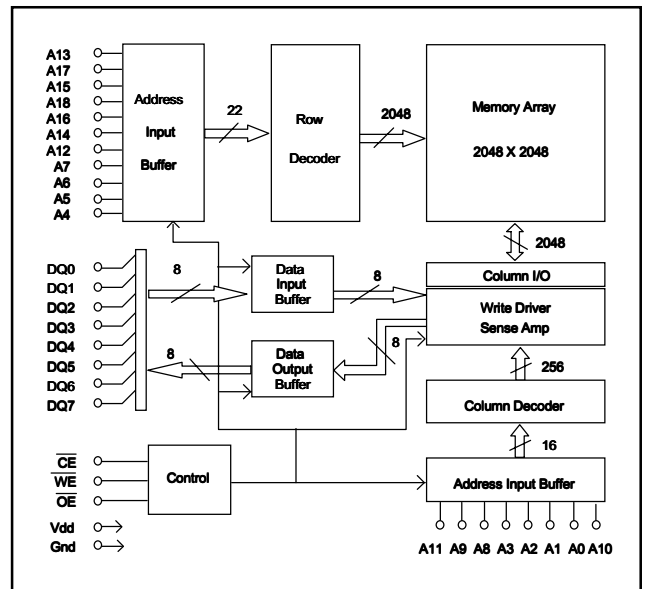 A13
A17
A15
A18
A16
A14
A12
A7
A6
A5
A4
Address
Input
Buffer
22
Row
Decoder
2048
Memory Array
2048 X 2048
2048
DQ0
DQ1
DQ2
DQ3
DQ4
DQ5
DQ6
DQ7
8
Data
Input
Buffer
8
Column I/O
Write Driver
Sense Amp
8
Data
Output
Buffer
8
256
Column Decoder
16
CE
WE
OE
Control
Address Input Buffer
Vdd
Gnd
A11 A9 A8 A3 A2 A1 A0 A10